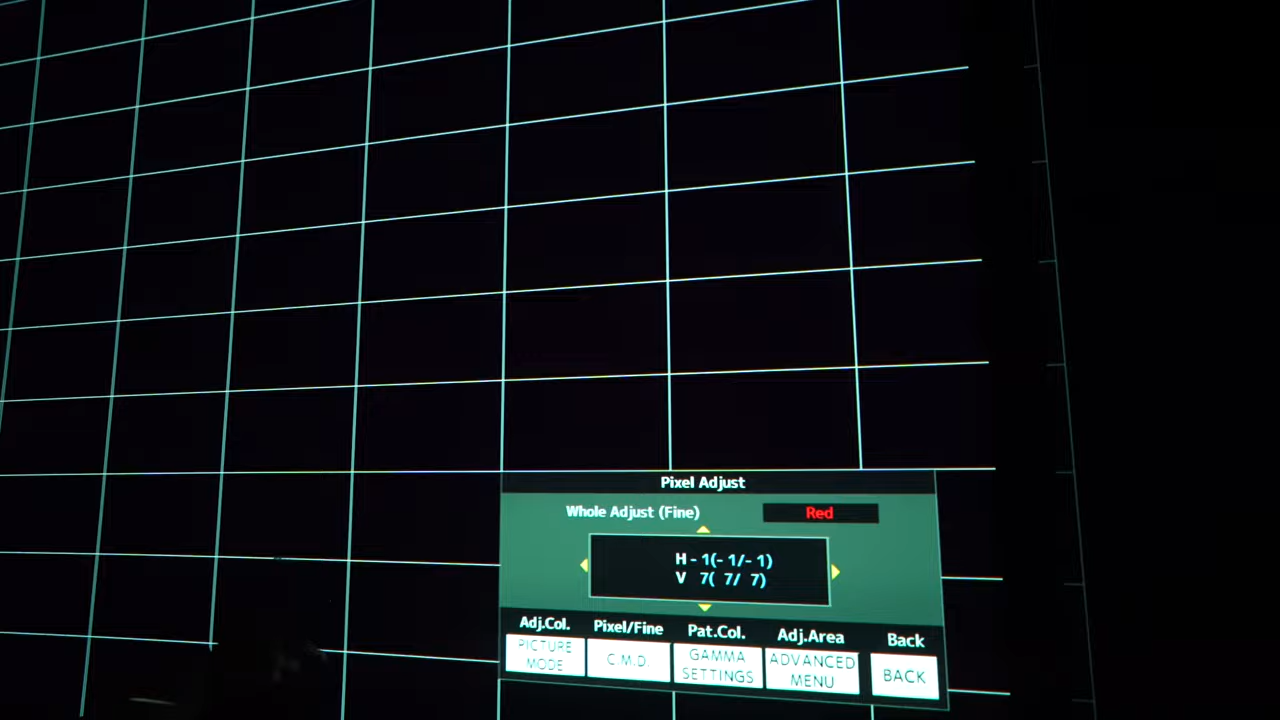 Pixel Adjust
Whole Adjust (Fine) Red
H - 1(- 1/- 1)
V 7( 7/ 7)
Adj.Col. Pixel/Fine Pat.Col. Adj.Area Back
PICTURE MODE C.M.D. GAMMA SETTINGS ADVANCED MENU BACK